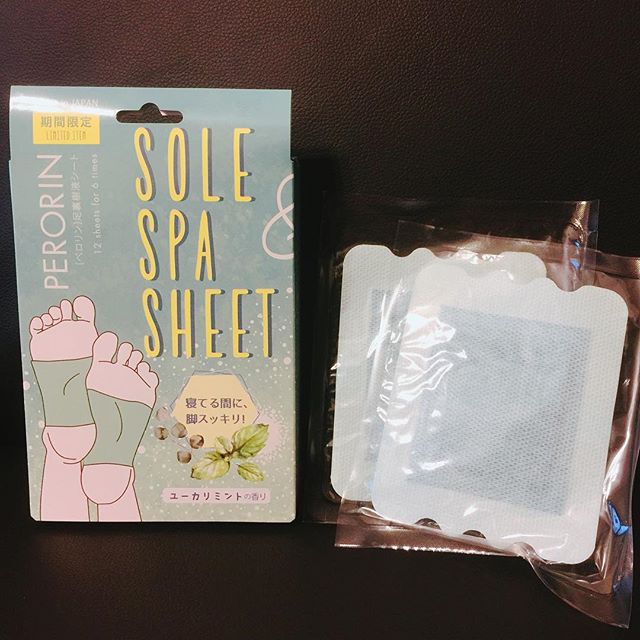 JAPAN
期間限定
LIMITED ITEM
PERORIN
[ペロリン]足裏樹液シート
12 sheets for 6 times
SOLE
SPA
SHEET
&
寝てる間に、
脚スッキリ!
ユーカリミントの香り